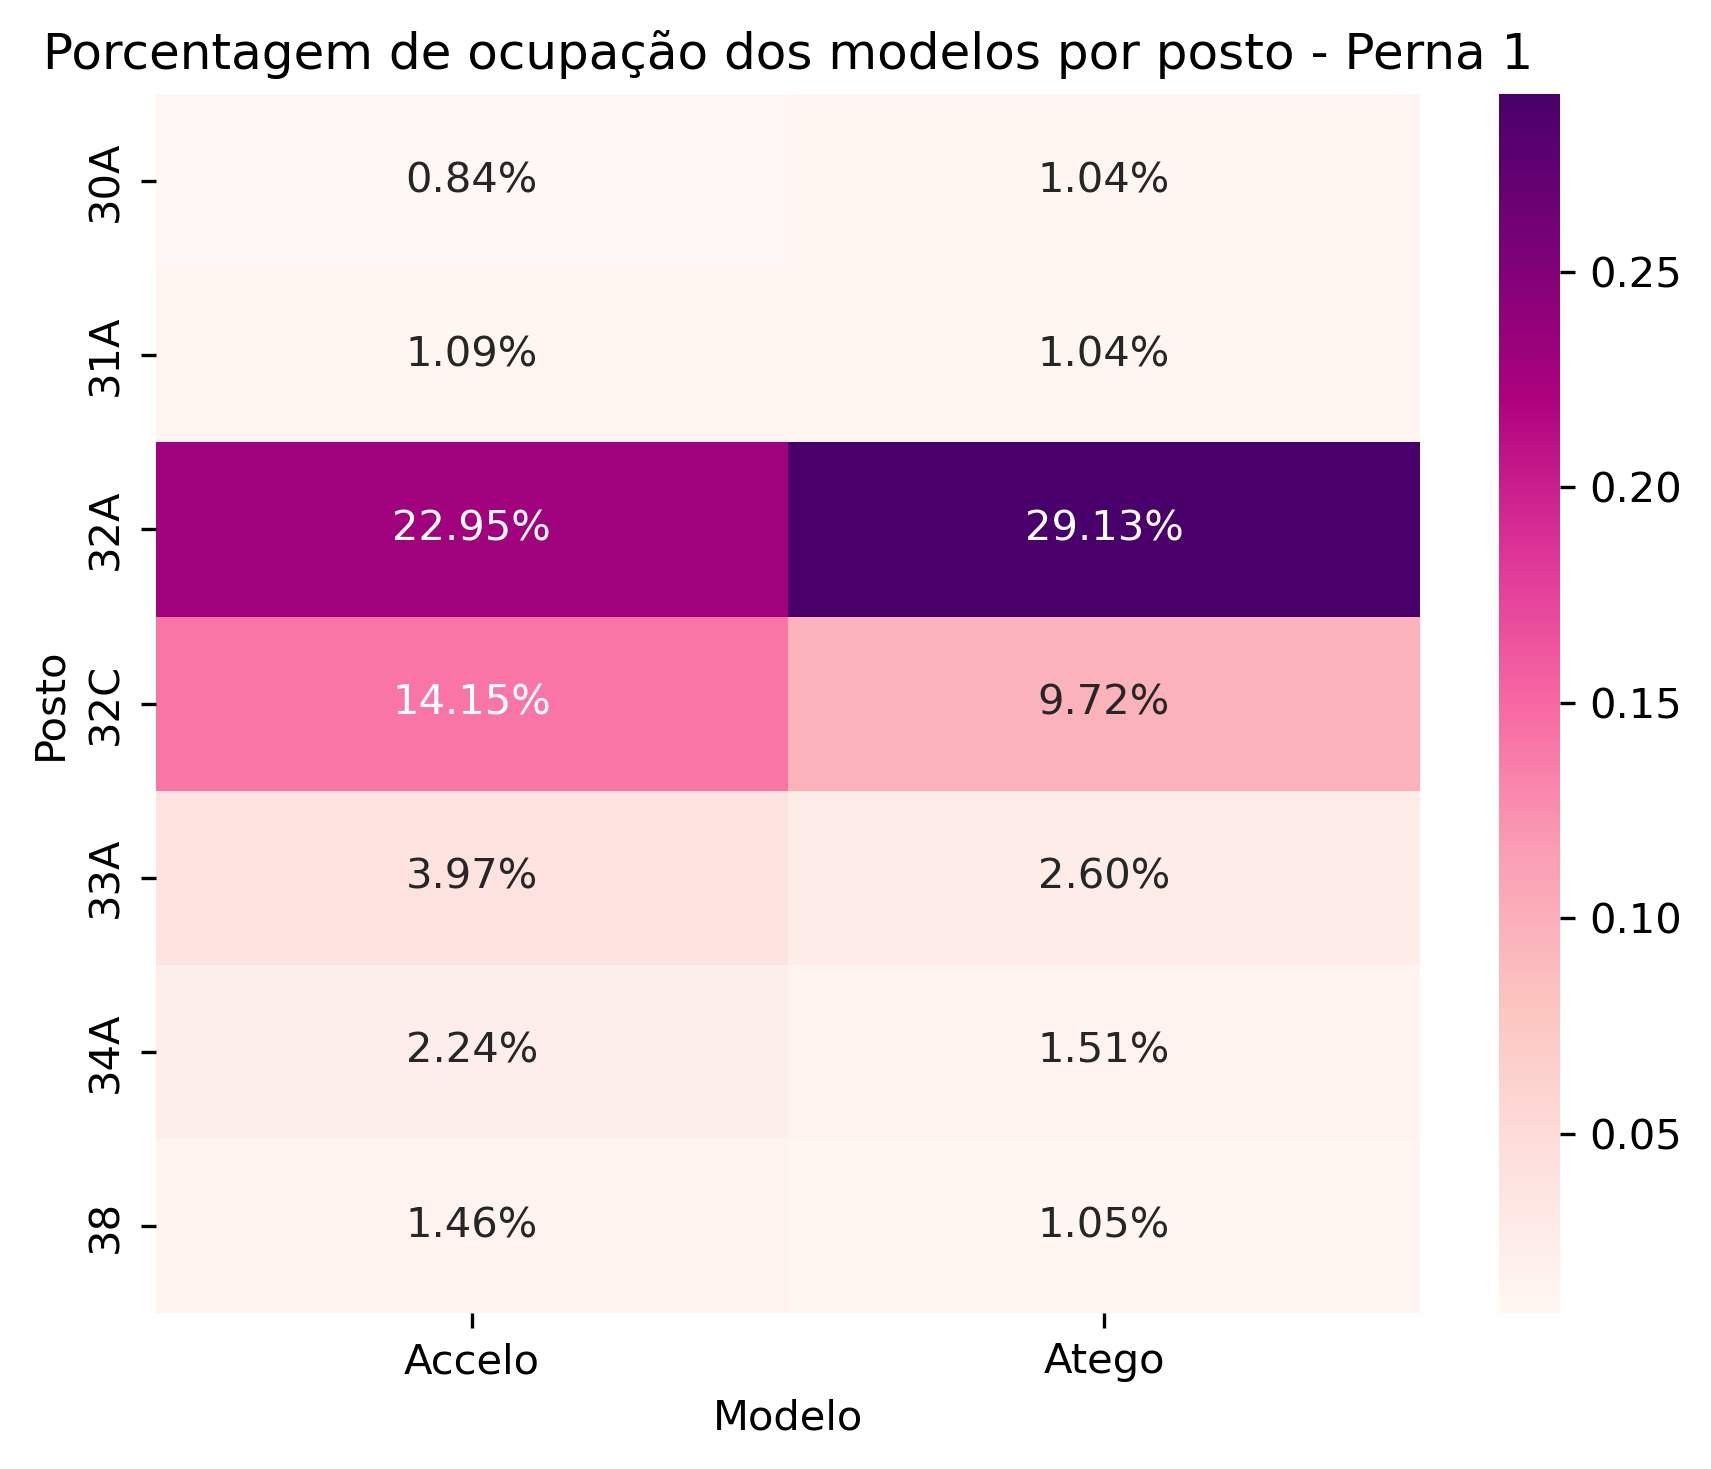 Porcentagem de ocupação dos modelos por posto - Perna 1
30A
0.84%
1.04%
31A
1.09%
1.04%
32A
22.95%
29.13%
32C
14.15%
9.72%
33A
3.97%
2.60%
34A
2.24%
1.51%
38
1.46%
1.05%
Posto
Accelo
Atego
Modelo
0.25
0.20
0.15
0.10
0.05